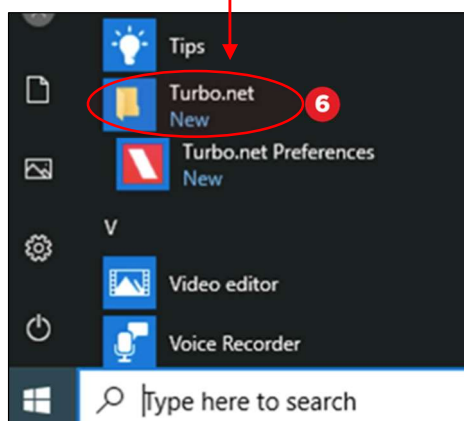 Tips
Turbo.net
New
6
Turbo.net Preferences
New
V
Video editor
Voice Recorder
Type here to search